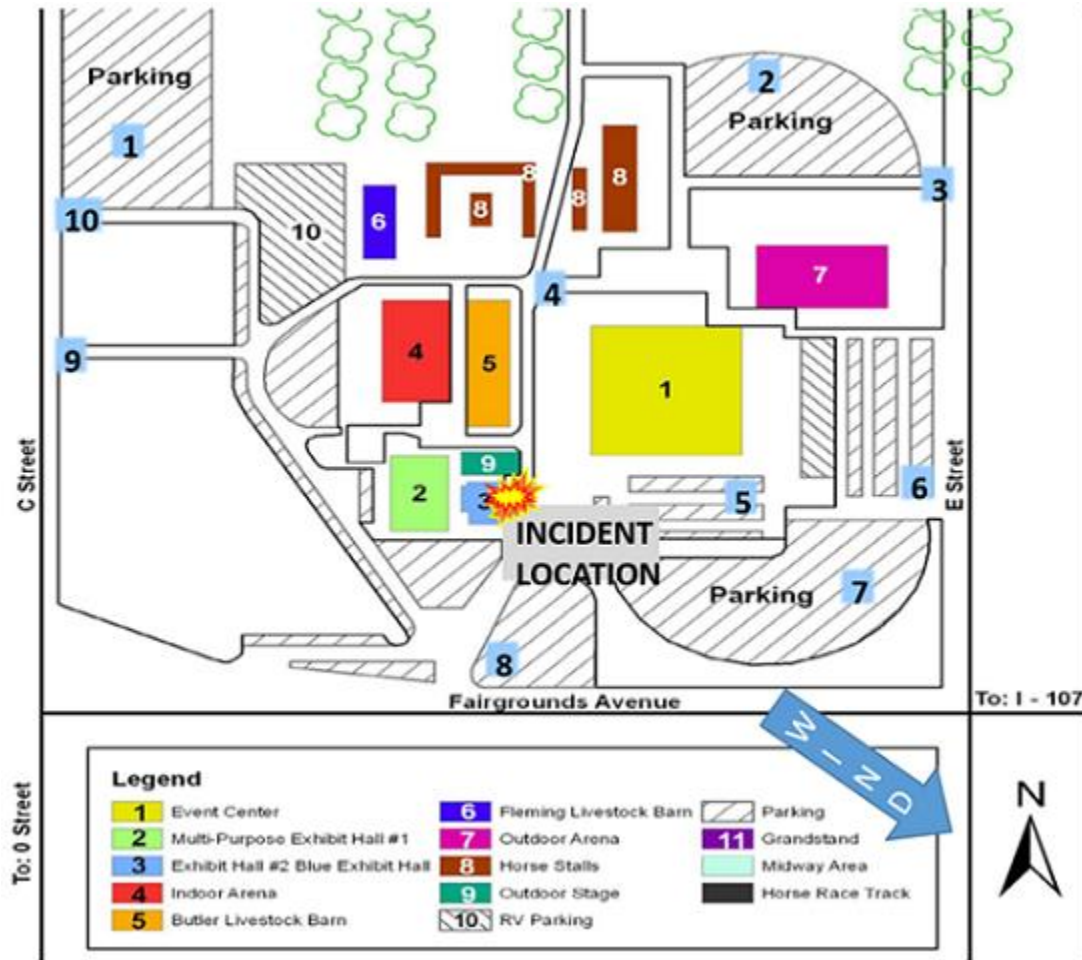 Parking
1
2
Parking
3
10
10
6
8
8
8
8
7
4
4
5
1
9
9
2
3
5
6
INCIDENT
LOCATION
C Street
E Street
Parking
7
8
Fairgrounds Avenue
To: I - 107
WIND
To: 0 Street
Legend
1 Event Center
2 Multi-Purpose Exhibit Hall #1
3 Exhibit Hall #2 Blue Exhibit Hall
4 Indoor Arena
5 Butler Livestock Barn
6 Fleming Livestock Barn
7 Outdoor Arena
8 Horse Stalls
9 Outdoor Stage
10 RV Parking
Parking
11 Grandstand
Midway Area
Horse Race Track
N